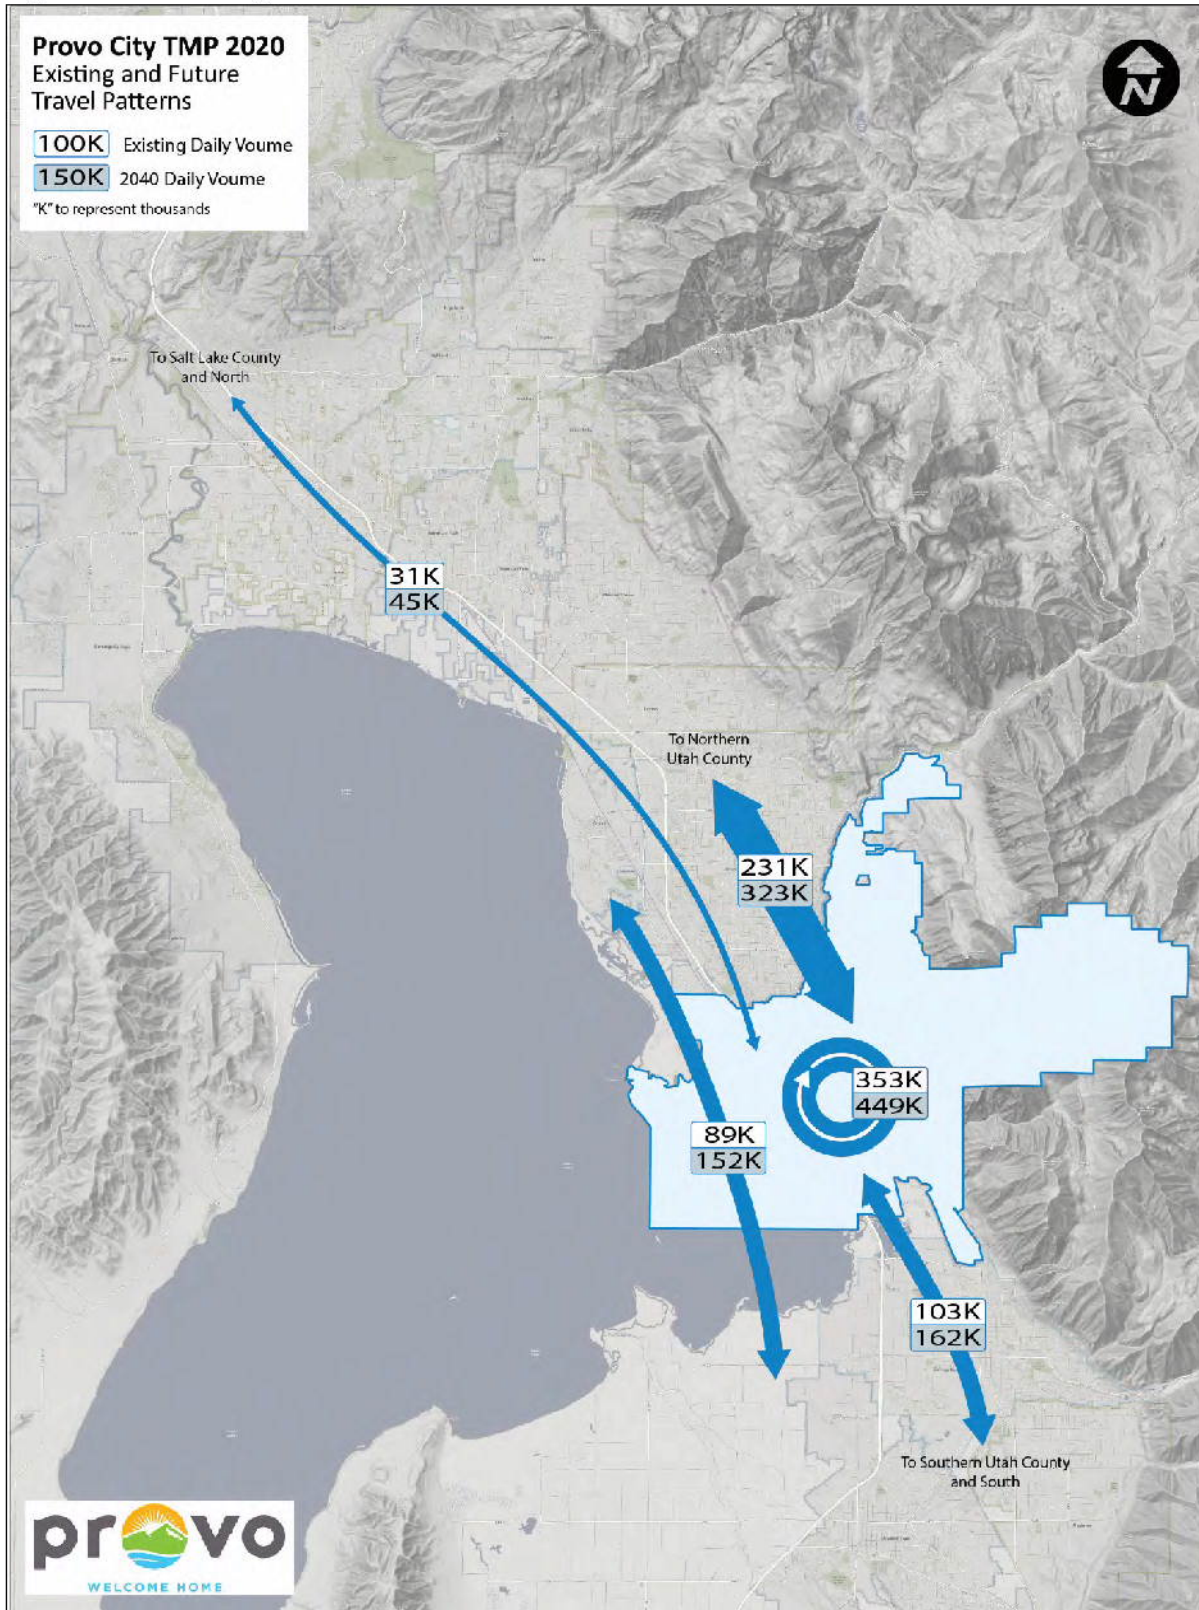 Provo City TMP 2020
Existing and Future
Travel Patterns
100K Existing Daily Voume
150K 2040 Daily Voume
"K" to represent thousands
N
To Salt Lake County
and North
31K
45K
To Northern
Utah County
231K
323K
353K
449K
89K
152K
103K
162K
To Southern Utah County
and South
provo
WELCOME HOME